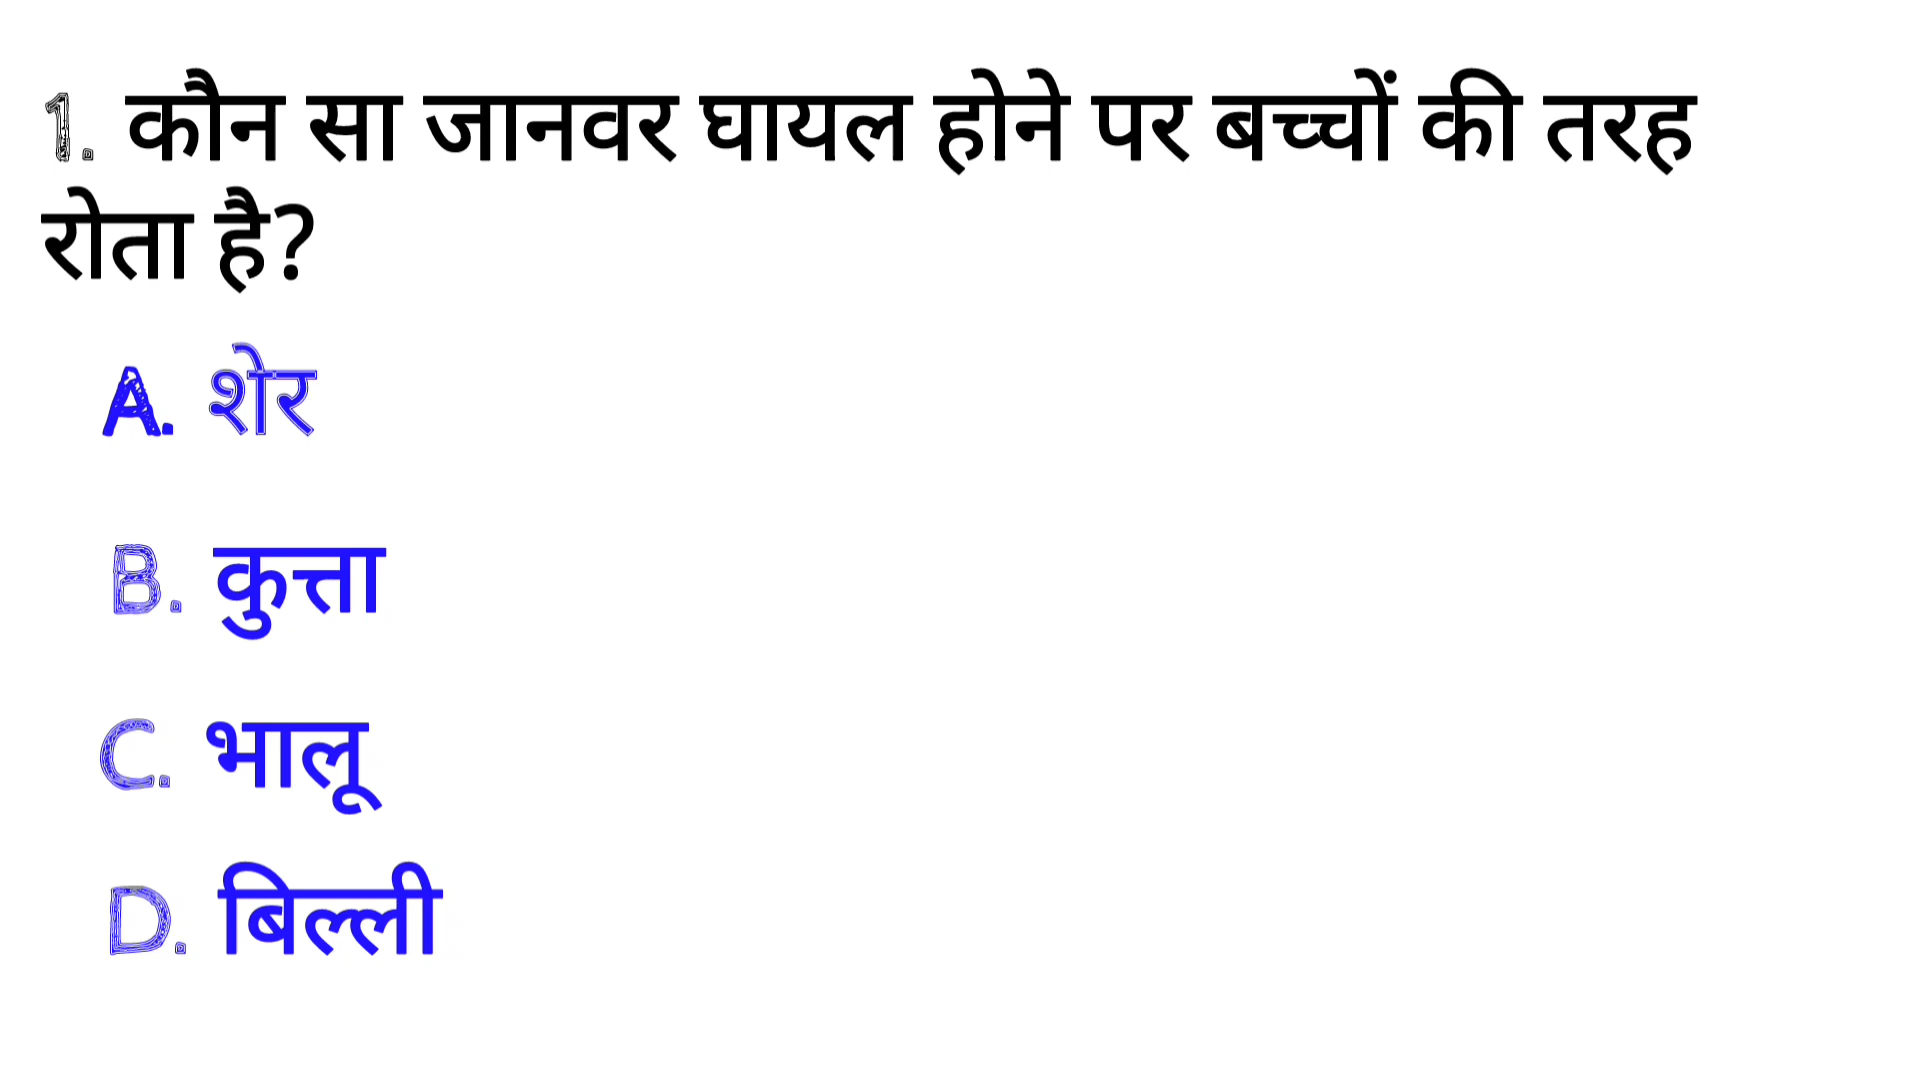 1. कौन सा जानवर घायल होने पर बच्चों की तरह
रोता है?
A. शेर
B. कुत्ता
C. भालू
D. बिल्ली